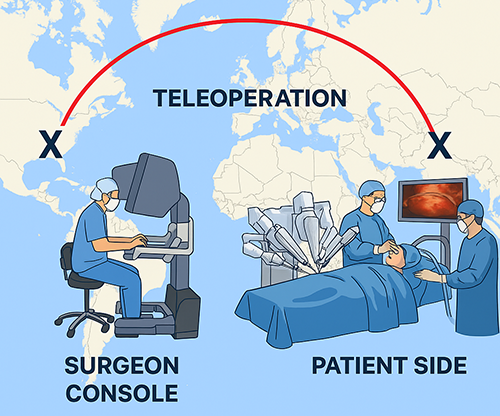 TELEOPERATION
X
X
SURGEON
CONSOLE
PATIENT SIDE